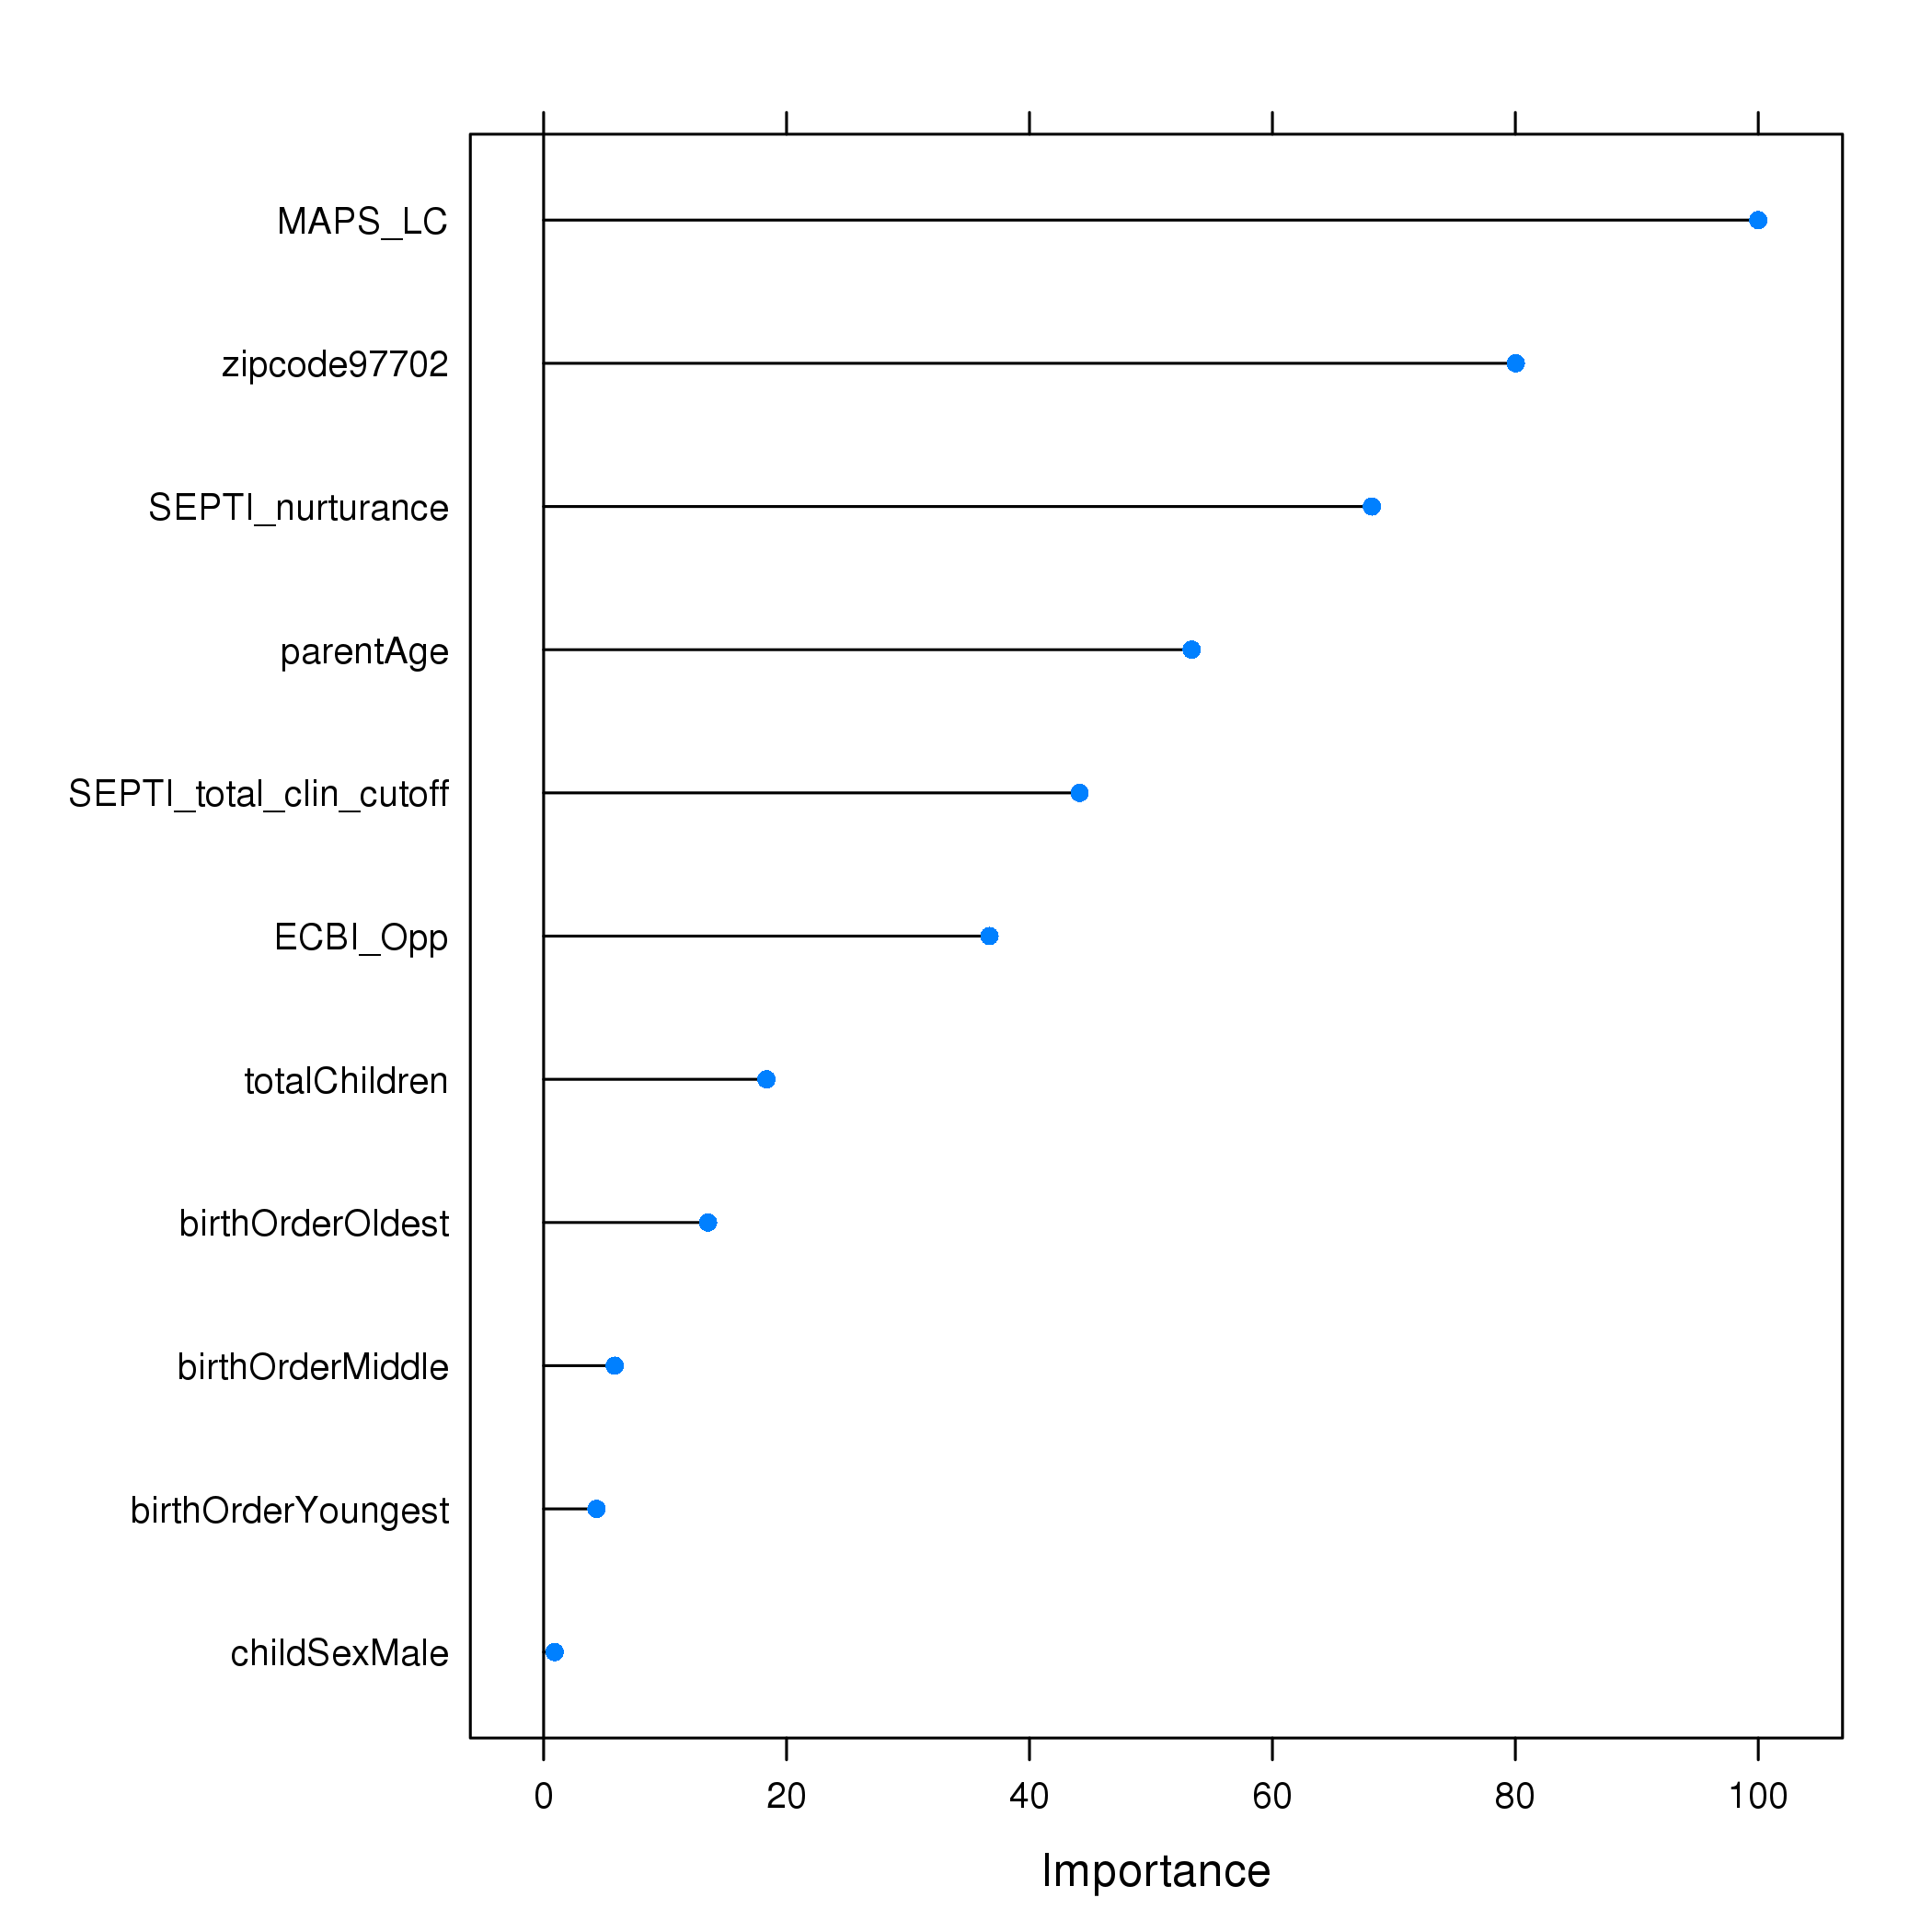 MAPS_LC
zipcode97702
SEPTI_nurturance
parentAge
SEPTI_total_clin_cutoff
ECBI_Opp
totalChildren
birthOrderOldest
birthOrderMiddle
birthOrderYoungest
childSexMale
0 20 40 60 80 100
Importance